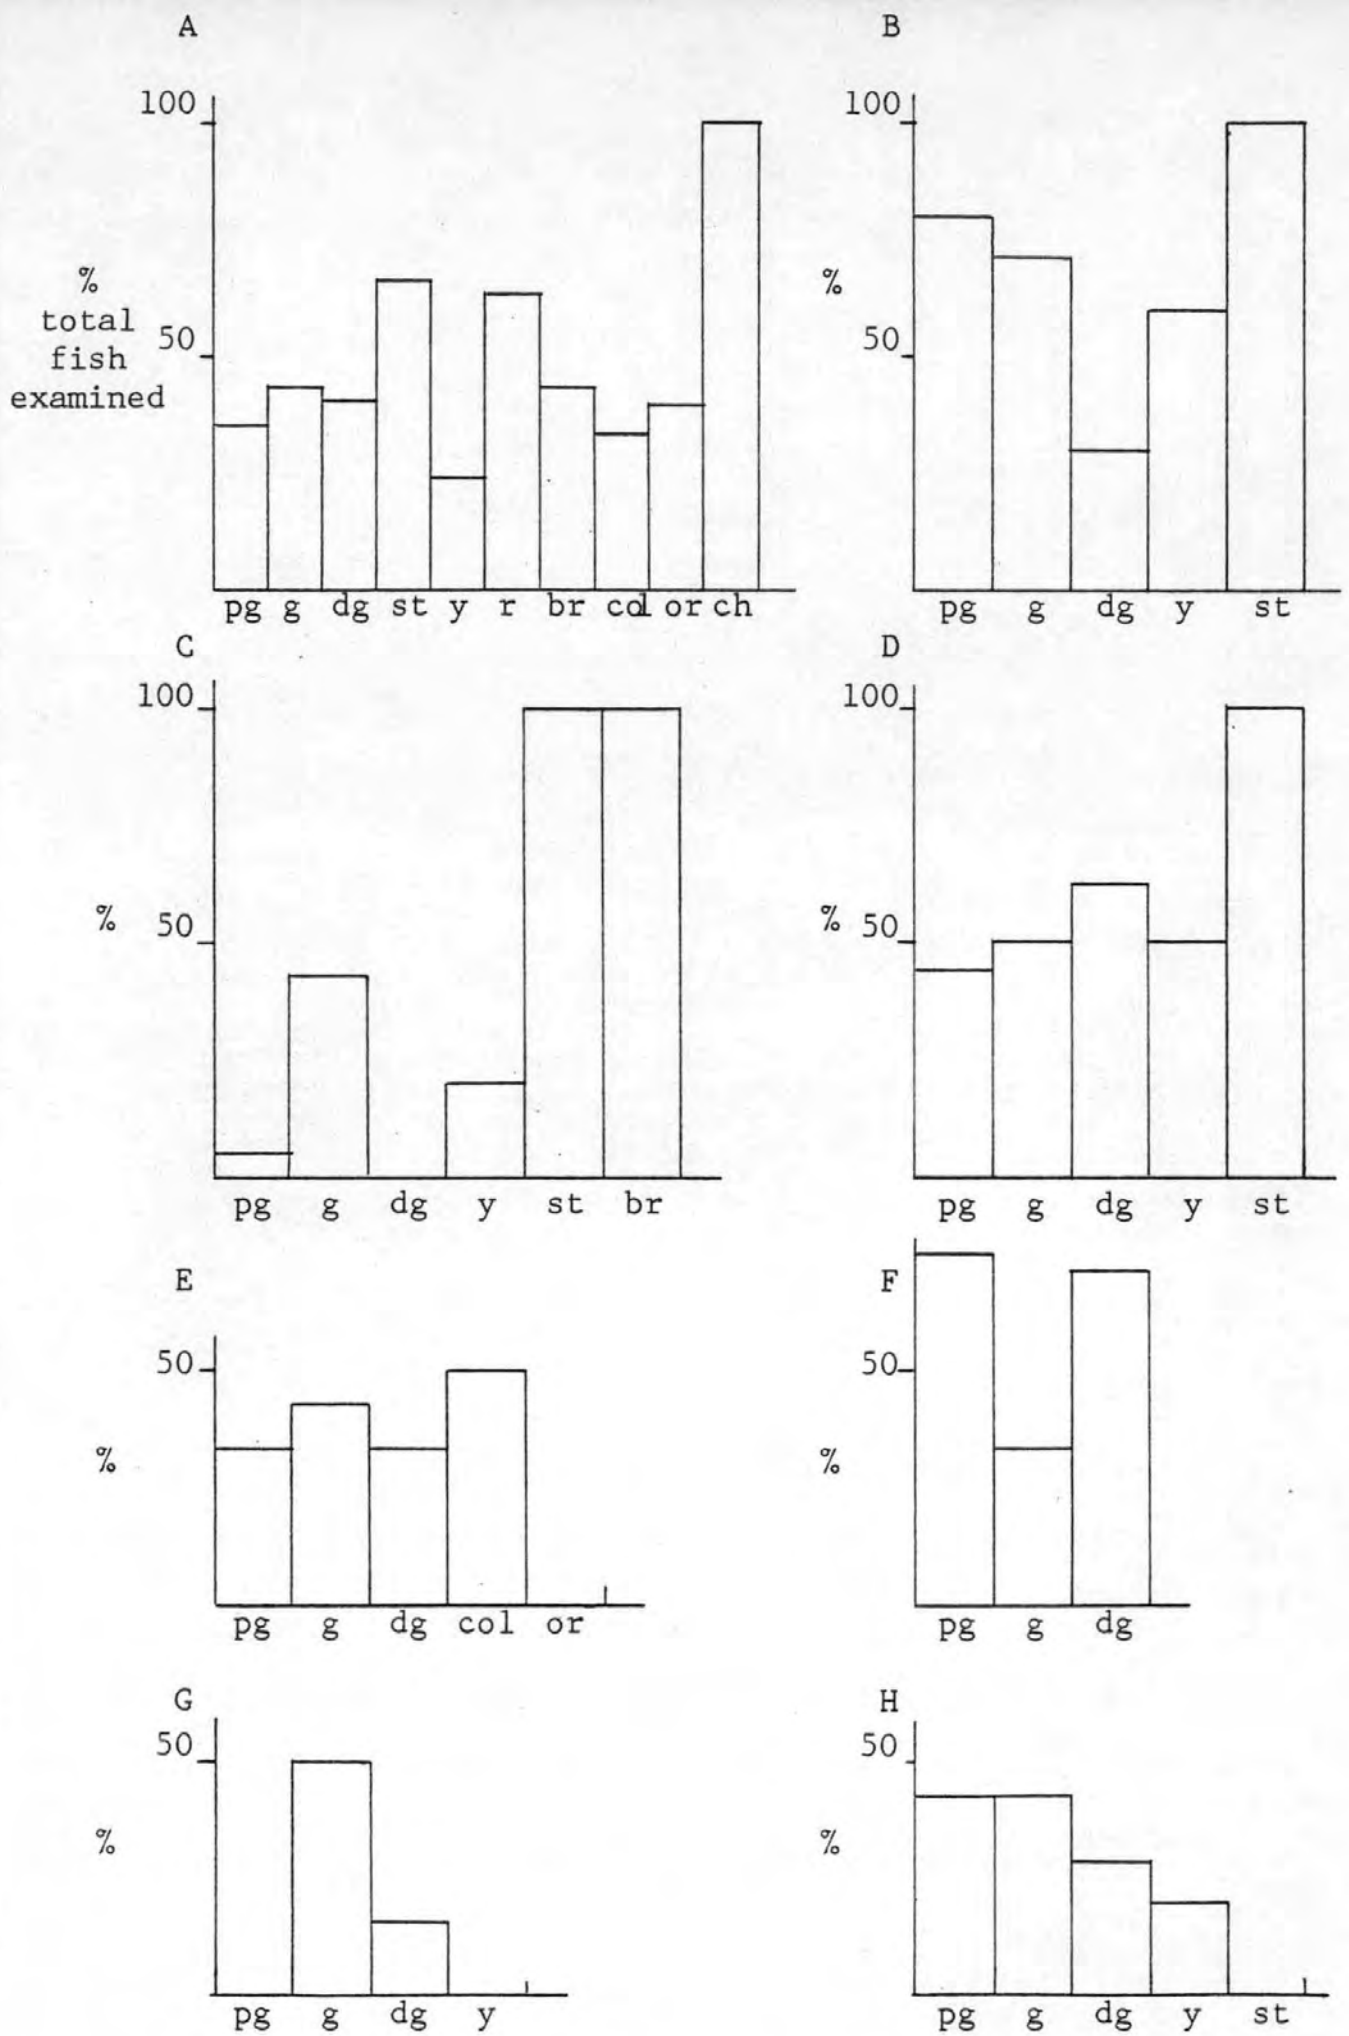 A
100
%
total
fish
examined
50
pg g dg st y r br col or ch
B
100
%
50
pg g dg y st
C
100
% 50
pg g dg y st br
D
100
% 50
pg g dg y st
E
50
%
pg g dg col or
F
50
%
pg g dg
G
50
%
pg g dg y
H
50
%
pg g dg y st